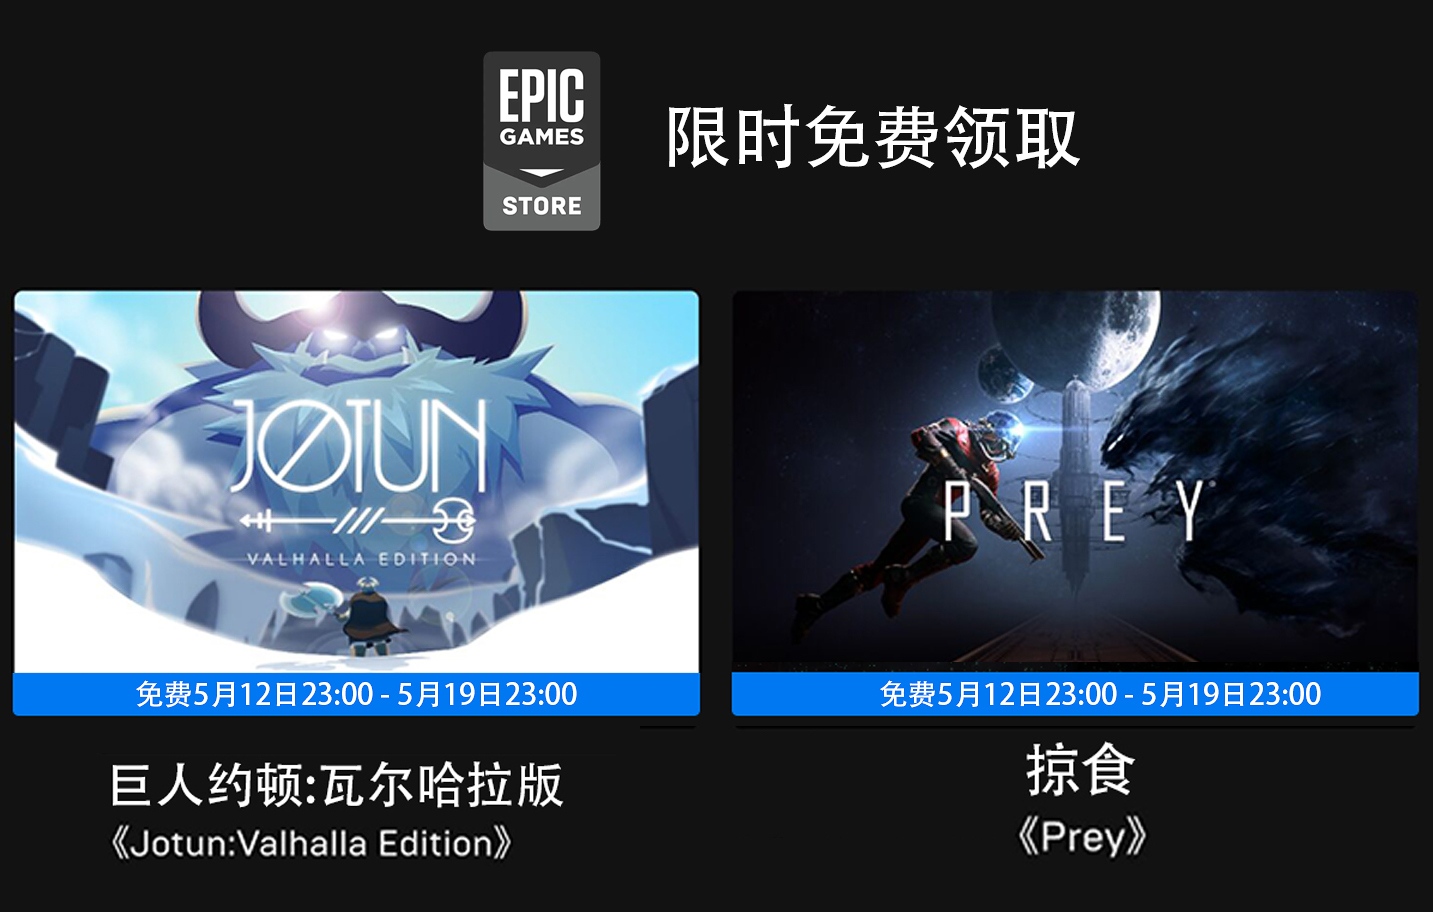 EPIC
GAMES
STORE
限时免费领取
JOTUN
VALHALLA EDITION
免费5月12日23:00 - 5月19日23:00
巨人约顿:瓦尔哈拉版
《Jotun:Valhalla Edition》
PREY
免费5月12日23:00 - 5月19日23:00
掠食
《Prey》